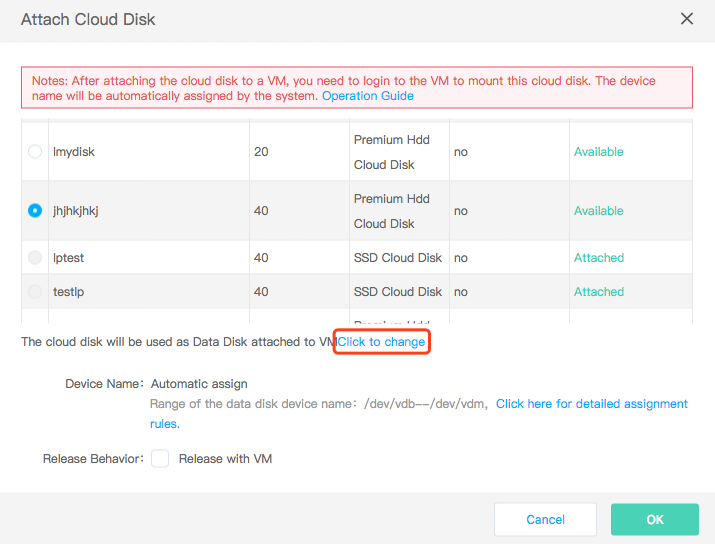 Attach Cloud Disk
Notes: After attaching the cloud disk to a VM, you need to login to the VM to mount this cloud disk. The device
name will be automatically assigned by the system. Operation Guide
lmydisk 20 Premium Hdd Cloud Disk no Available
jhjhkjhkj 40 Premium Hdd Cloud Disk no Available
lptest 40 SSD Cloud Disk no Attached
testlp 40 SSD Cloud Disk no Attached
Premium Hdd
The cloud disk will be used as Data Disk attached to VMClick to change
Device Name: Automatic assign
Range of the data disk device name: /dev/vdb--/dev/vdm, Click here for detailed assignment
rules.
Release Behavior: Release with VM
Cancel OK